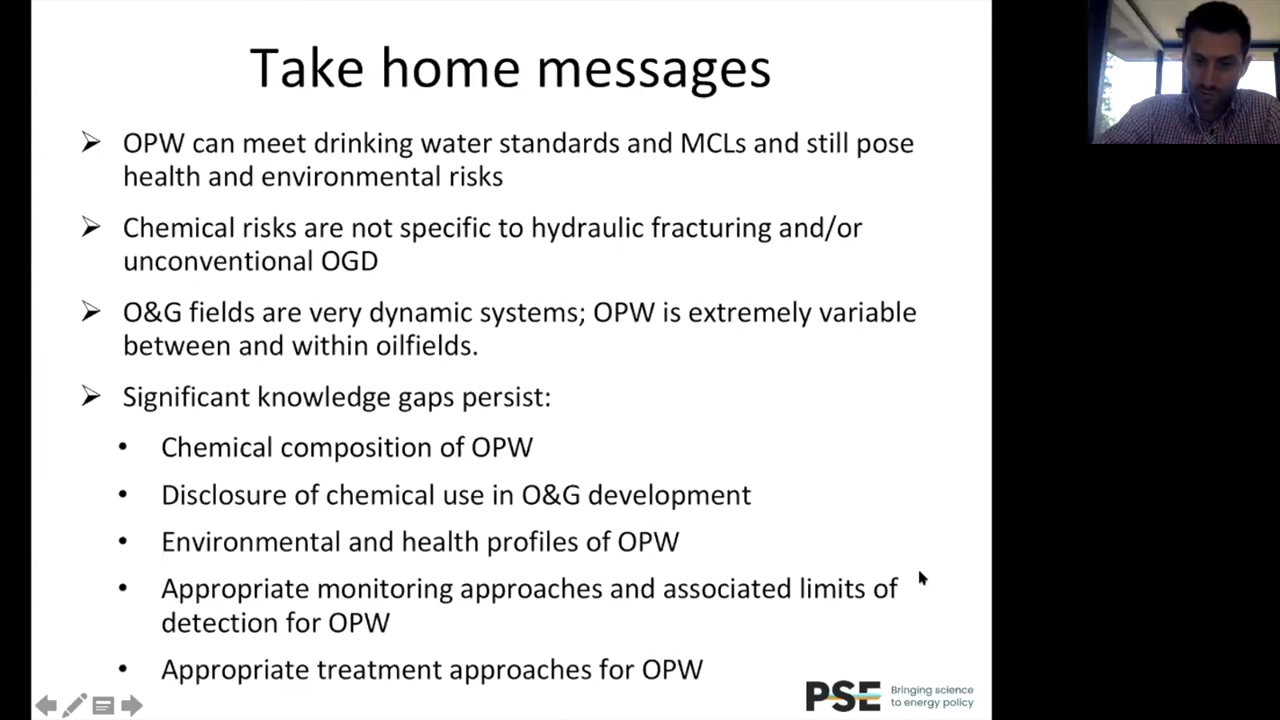 Take home messages
OPW can meet drinking water standards and MCLs and still pose
health and environmental risks
Chemical risks are not specific to hydraulic fracturing and/or
unconventional OGD
O&G fields are very dynamic systems; OPW is extremely variable
between and within oilfields.
Significant knowledge gaps persist:
Chemical composition of OPW
Disclosure of chemical use in O&G development
Environmental and health profiles of OPW
Appropriate monitoring approaches and associated limits of
detection for OPW
Appropriate treatment approaches for OPW
PSE
Bringing science
to energy policy